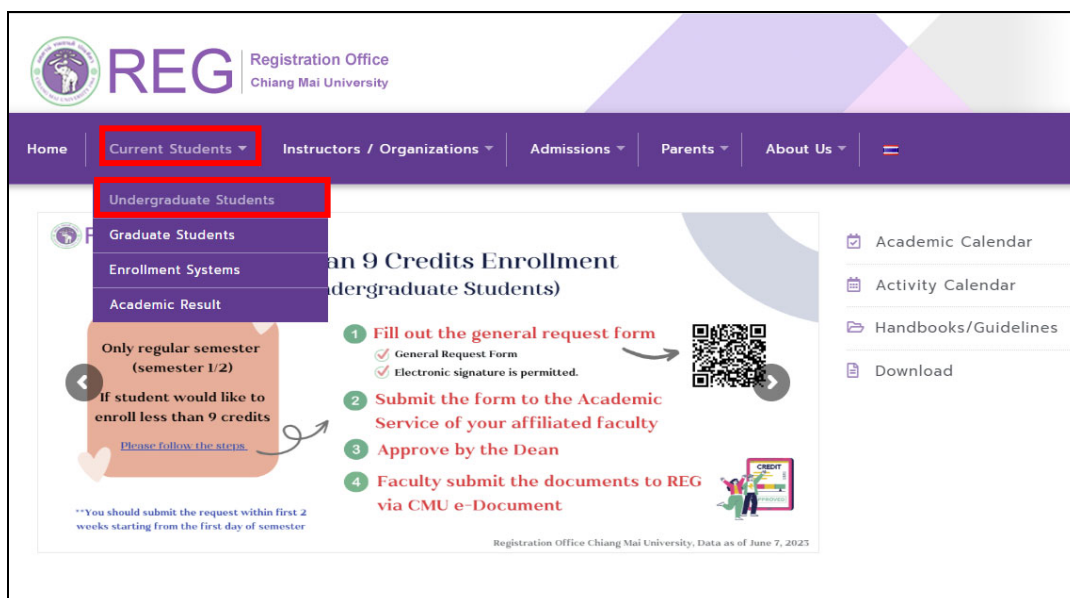 REG
Registration Office
Chiang Mai University
Home
Current Students
Instructors / Organizations
Admissions
Parents
About Us
Undergraduate Students
Graduate Students
Enrollment Systems
Academic Result
an 9 Credits Enrollment
dergraduate Students)
Only regular semester
(semester 1/2)
If student would like to
enroll less than 9 credits
Please follow the steps
**You should submit the request within first 2
weeks starting from the first day of semester
1 Fill out the general request form
General Request Form
Electronic signature is permitted.
2 Submit the form to the Academic
Service of your affiliated faculty
3 Approve by the Dean
4 Faculty submit the documents to REG
via CMU e-Document
CREDIT
Registration Office Chiang Mai University, Data as of June 7, 2023
Academic Calendar
Activity Calendar
Handbooks/Guidelines
Download